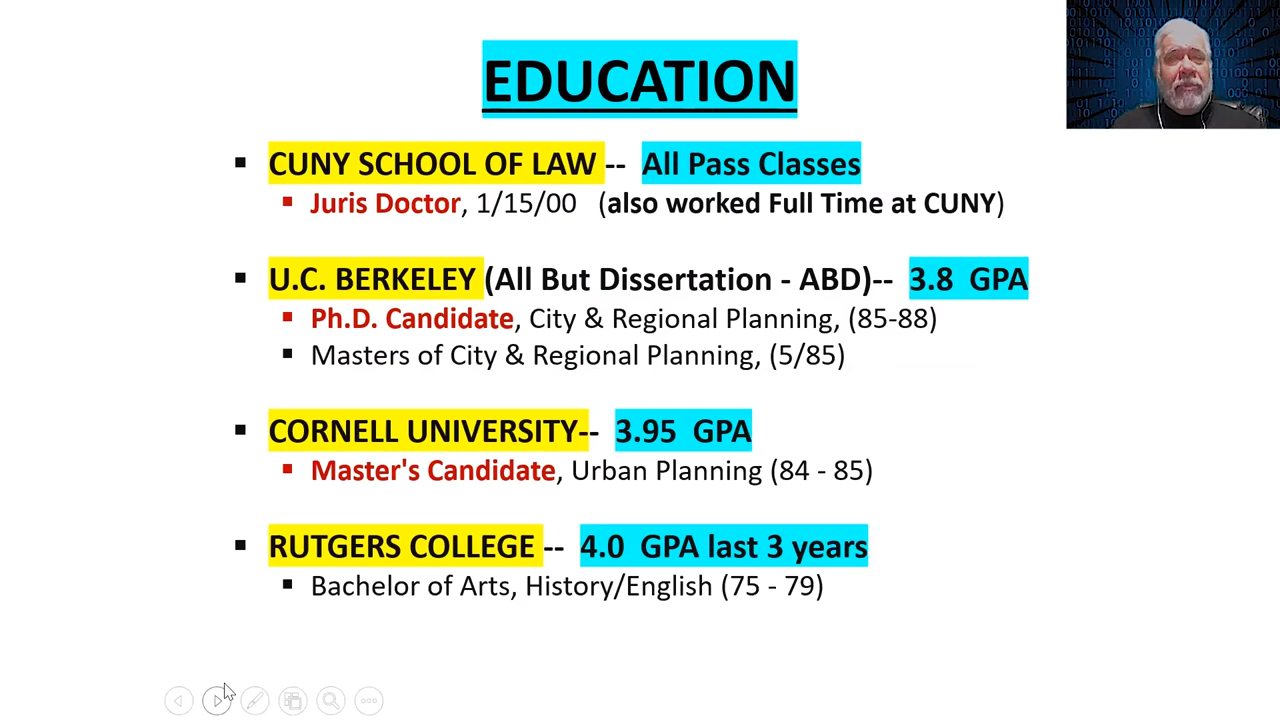 EDUCATION
▪ CUNY SCHOOL OF LAW -- All Pass Classes
▪ Juris Doctor, 1/15/00 (also worked Full Time at CUNY)
▪ U.C. BERKELEY (All But Dissertation - ABD)-- 3.8 GPA
▪ Ph.D. Candidate, City & Regional Planning, (85-88)
▪ Masters of City & Regional Planning, (5/85)
▪ CORNELL UNIVERSITY-- 3.95 GPA
▪ Master's Candidate, Urban Planning (84 - 85)
▪ RUTGERS COLLEGE -- 4.0 GPA last 3 years
▪ Bachelor of Arts, History/English (75 - 79)